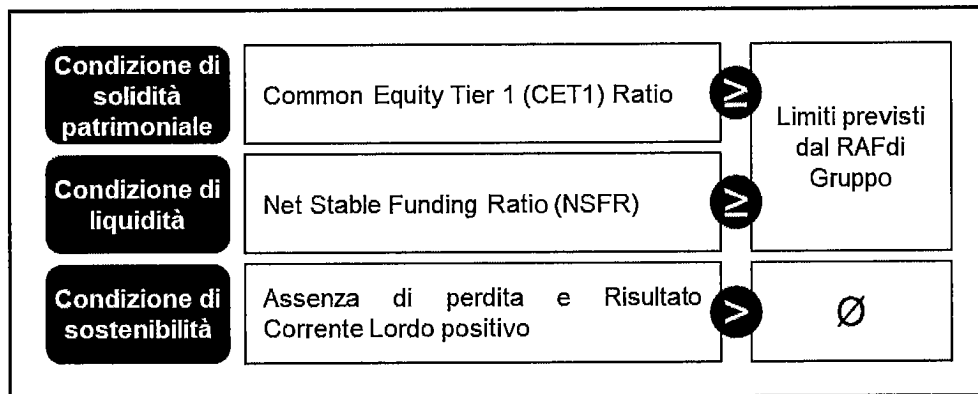 Condizione di
solidità
patrimoniale
Common Equity Tier 1 (CET1) Ratio
≥
Limiti previsti
dal RAFdi
Gruppo
Condizione di
liquidità
Net Stable Funding Ratio (NSFR)
≥
Condizione di
sostenibilità
Assenza di perdita e Risultato
Corrente Lordo positivo
>
Ø